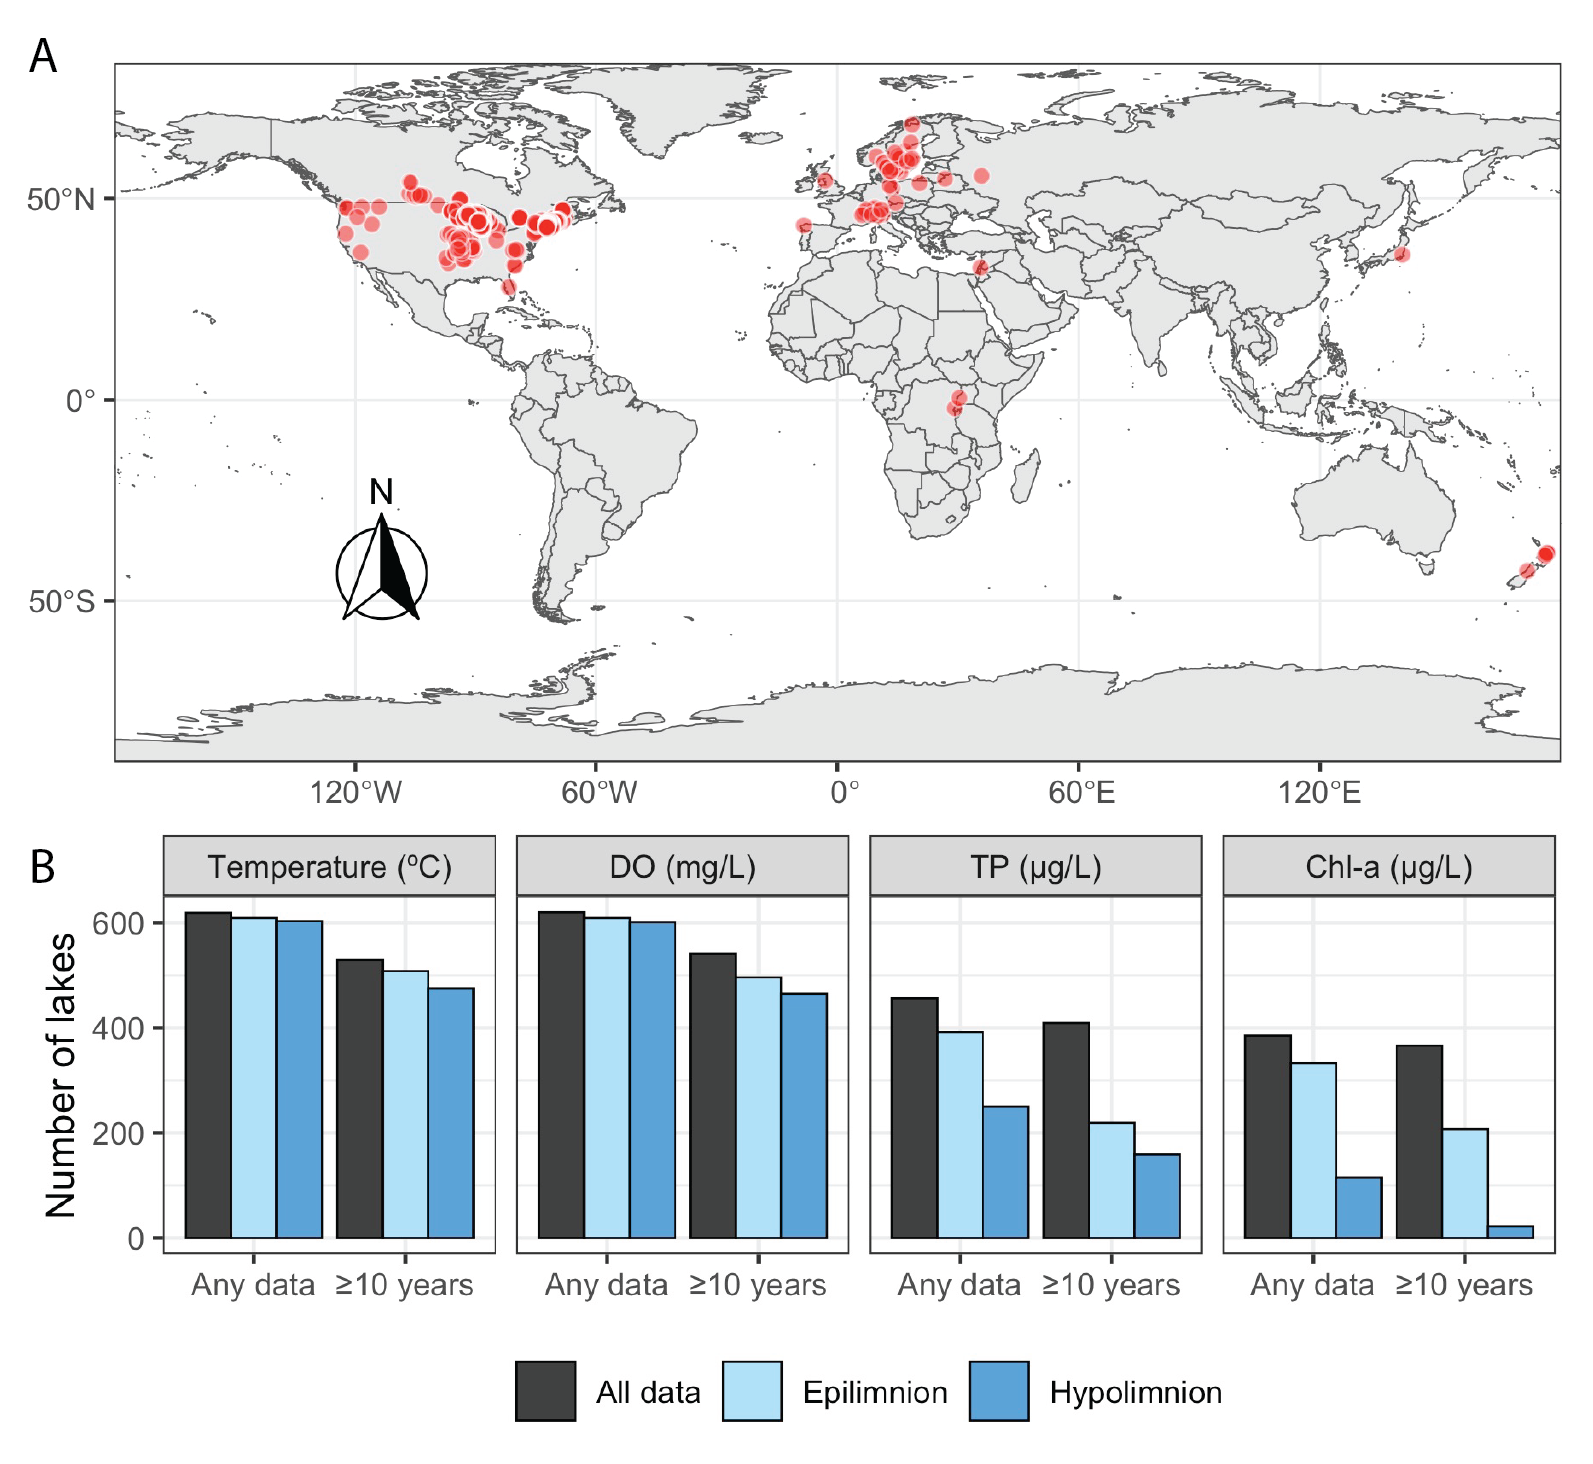 A
50°N
0°
50°S
N
120°W 60°W 0° 60°E 120°E
B
Temperature (ºC) DO (mg/L) TP (µg/L) Chl-a (µg/L)
Number of lakes
600
400
200
0
Any data ≥10 years Any data ≥10 years Any data ≥10 years Any data ≥10 years
All data Epilimnion Hypolimnion